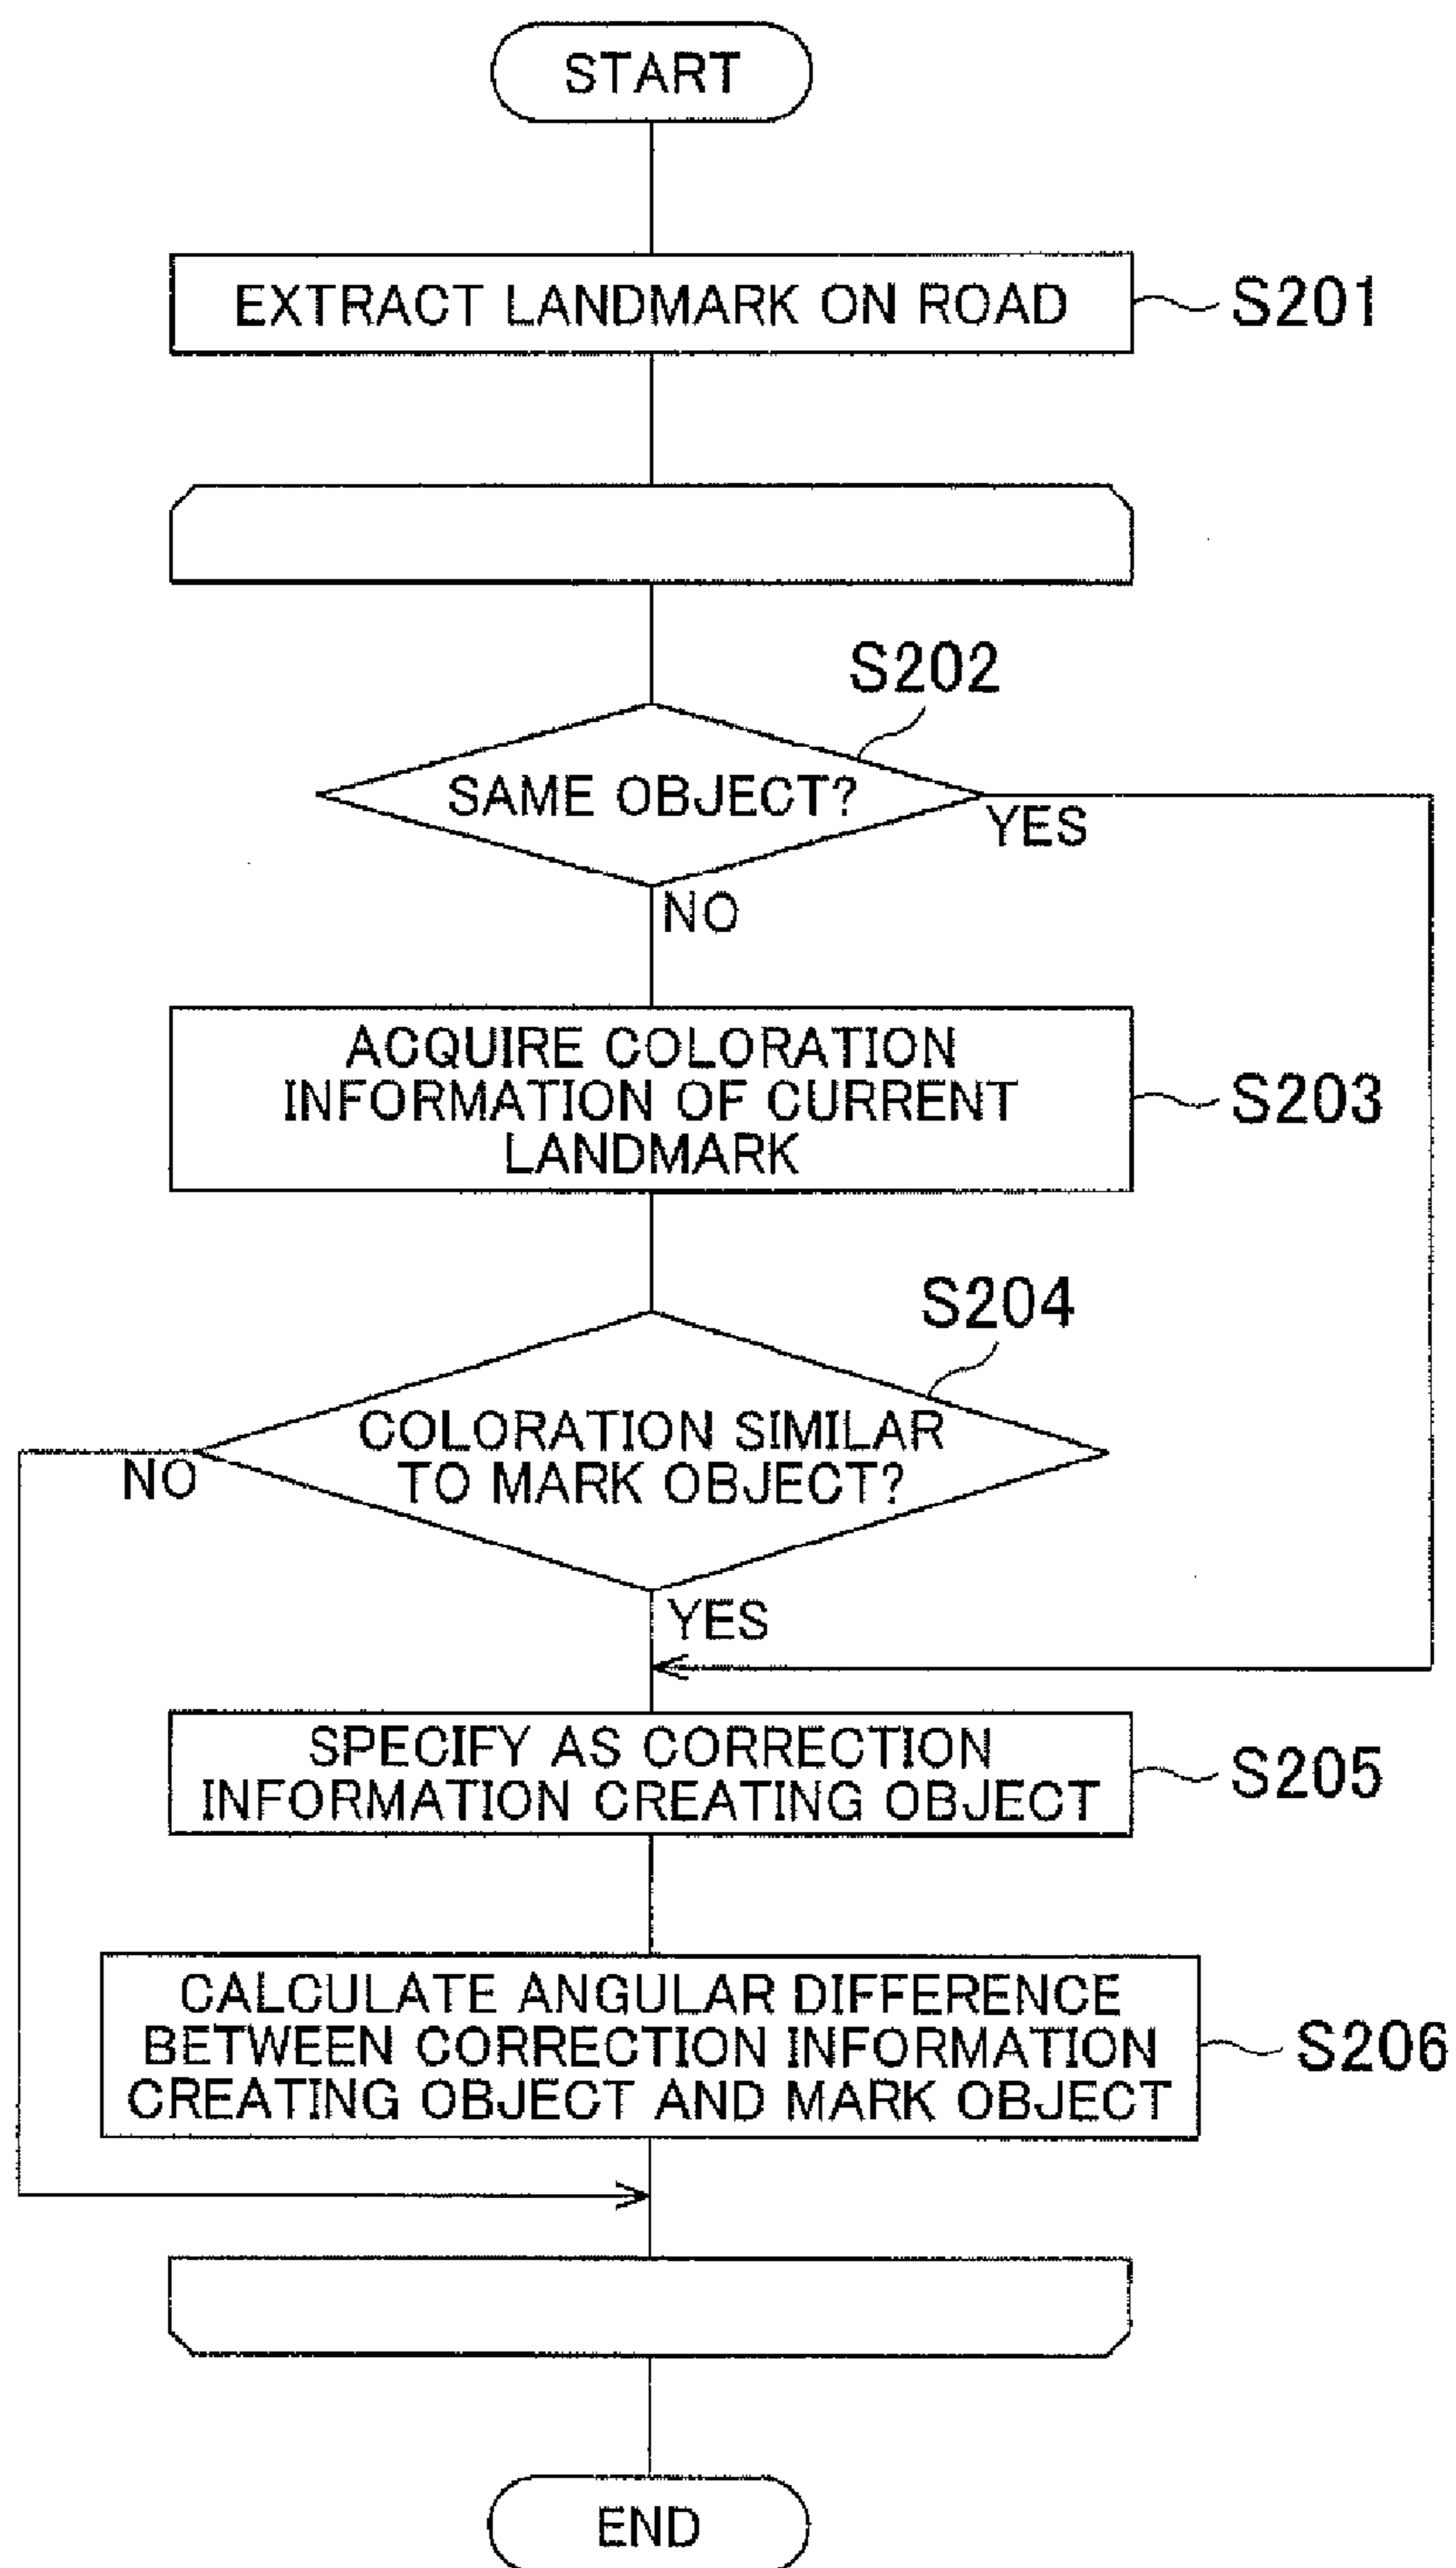 START
EXTRACT LANDMARK ON ROAD
S201
S202
SAME OBJECT?
YES
NO
ACQUIRE COLORATION
INFORMATION OF CURRENT
LANDMARK
S203
S204
COLORATION SIMILAR
TO MARK OBJECT?
NO
YES
SPECIFY AS CORRECTION
INFORMATION CREATING OBJECT
S205
CALCULATE ANGULAR DIFFERENCE
BETWEEN CORRECTION INFORMATION
CREATING OBJECT AND MARK OBJECT
S206
END